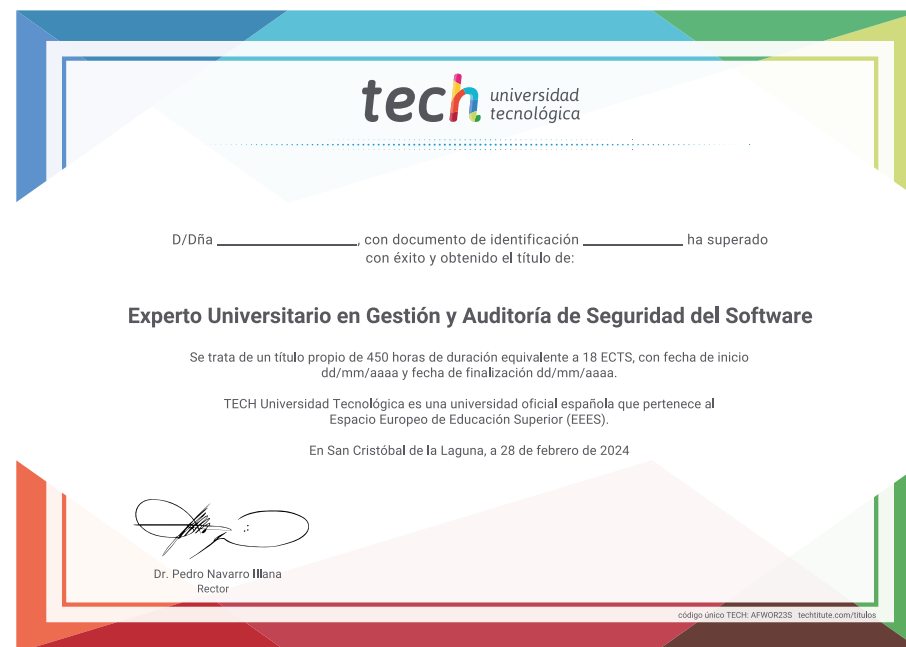 tech universidad
tecnológica
D/Dña ____________________, con documento de identificación ______________ ha superado
con éxito y obtenido el título de:
Experto Universitario en Gestión y Auditoría de Seguridad del Software
Se trata de un título propio de 450 horas de duración equivalente a 18 ECTS, con fecha de inicio
dd/mm/aaaa y fecha de finalización dd/mm/aaaa.
TECH Universidad Tecnológica es una universidad oficial española que pertenece al
Espacio Europeo de Educación Superior (EEES).
En San Cristóbal de la Laguna, a 28 de febrero de 2024
Dr. Pedro Navarro Illana
Rector
código único TECH: AFWOR23S techtitute.com/titulos